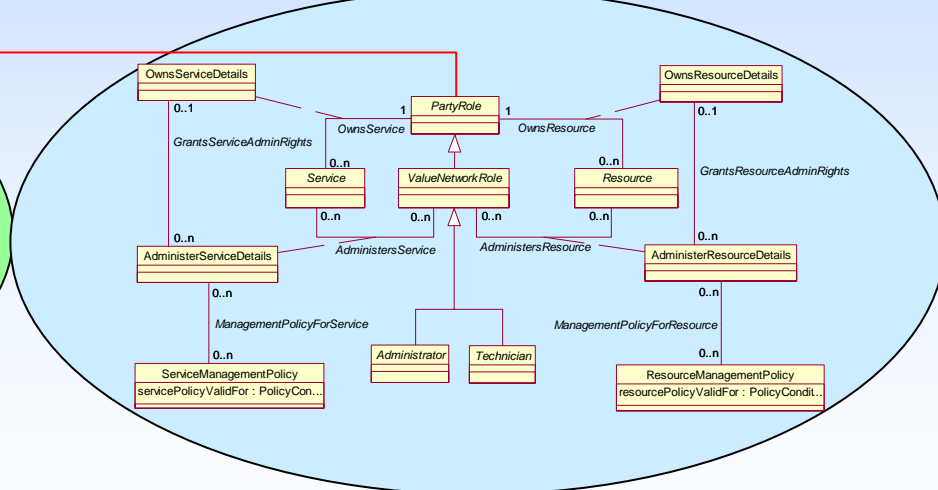 OwnsServiceDetails
OwnsResourceDetails
0..1
1
PartyRole
1
0..1
OwnsService
OwnsResource
GrantsServiceAdminRights
0..n
0..n
GrantsResourceAdminRights
Service
ValueNetworkRole
Resource
0..n
0..n
0..n
0..n
0..n
0..n
AdministersService
AdministersResource
AdministerServiceDetails
AdministerResourceDetails
0..n
0..n
ManagementPolicyForService
ManagementPolicyForResource
0..n
0..n
Administrator
Technician
ServiceManagementPolicy
servicePolicyValidFor : PolicyCon...
ResourceManagementPolicy
resourcePolicyValidFor : PolicyCondit...